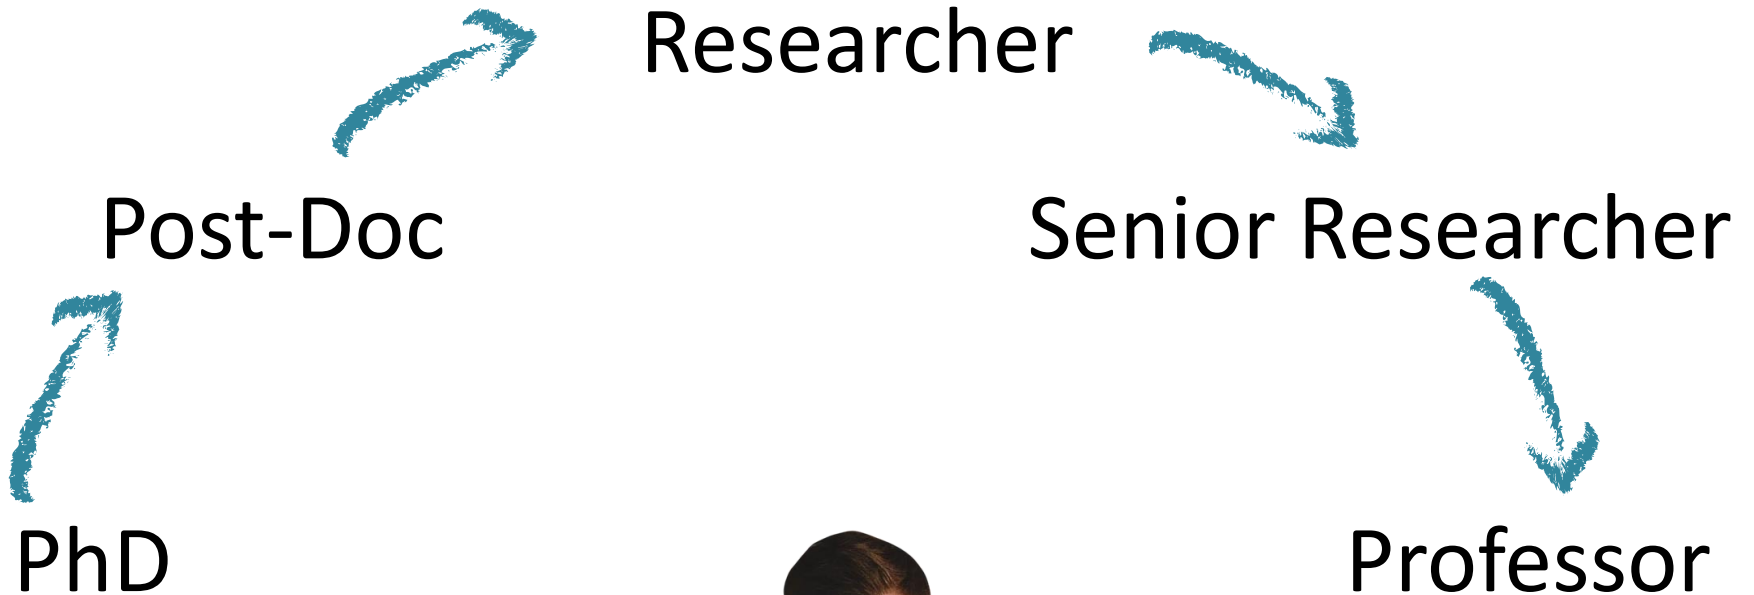 Researcher
Post-Doc
Senior Researcher
PhD
Professor